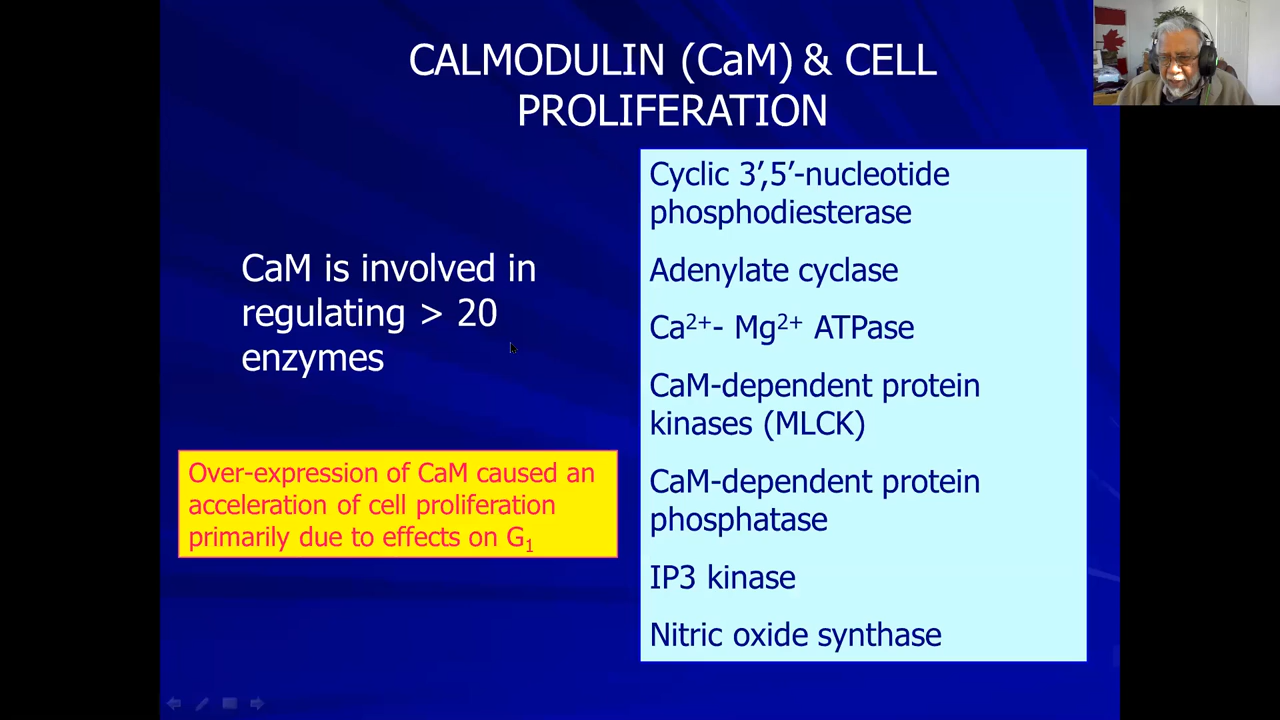 CALMODULIN (CaM) & CELL
PROLIFERATION
CaM is involved in
regulating > 20
enzymes
Over-expression of CaM caused an
acceleration of cell proliferation
primarily due to effects on G₁
Cyclic 3’,5’-nucleotide
phosphodiesterase
Adenylate cyclase
Ca²⁺- Mg²⁺ ATPase
CaM-dependent protein
kinases (MLCK)
CaM-dependent protein
phosphatase
IP3 kinase
Nitric oxide synthase